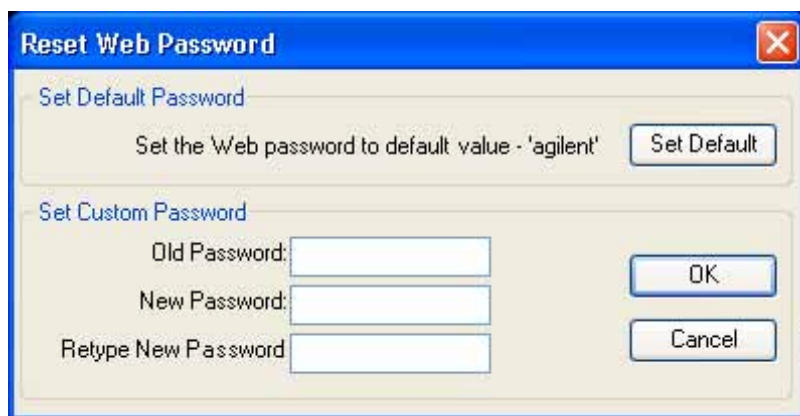 Reset Web Password
Set Default Password
Set the Web password to default value - 'agilent'
Set Default
Set Custom Password
Old Password:
New Password:
Retype New Password
OK
Cancel